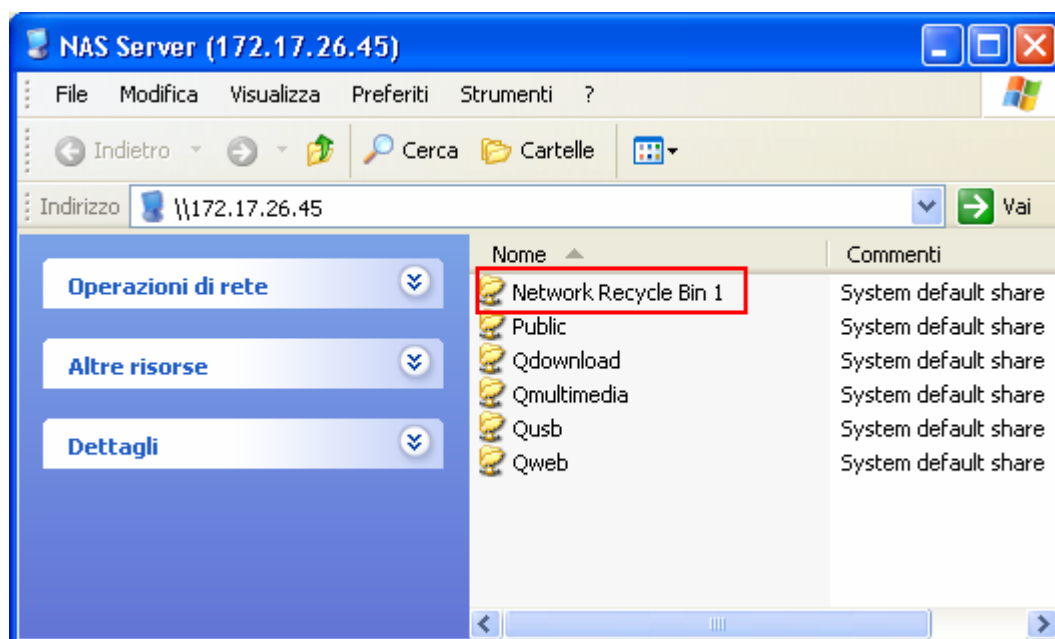 NAS Server (172.17.26.45)
File Modifica Visualizza Preferiti Strumenti ?
Indietro Cerca Cartelle
Indirizzo \\172.17.26.45 Vai
Operazioni di rete
Altre risorse
Dettagli
Nome Commenti
Network Recycle Bin 1 System default share
Public System default share
Qdownload System default share
Qmultimedia System default share
Qusb System default share
Qweb System default share